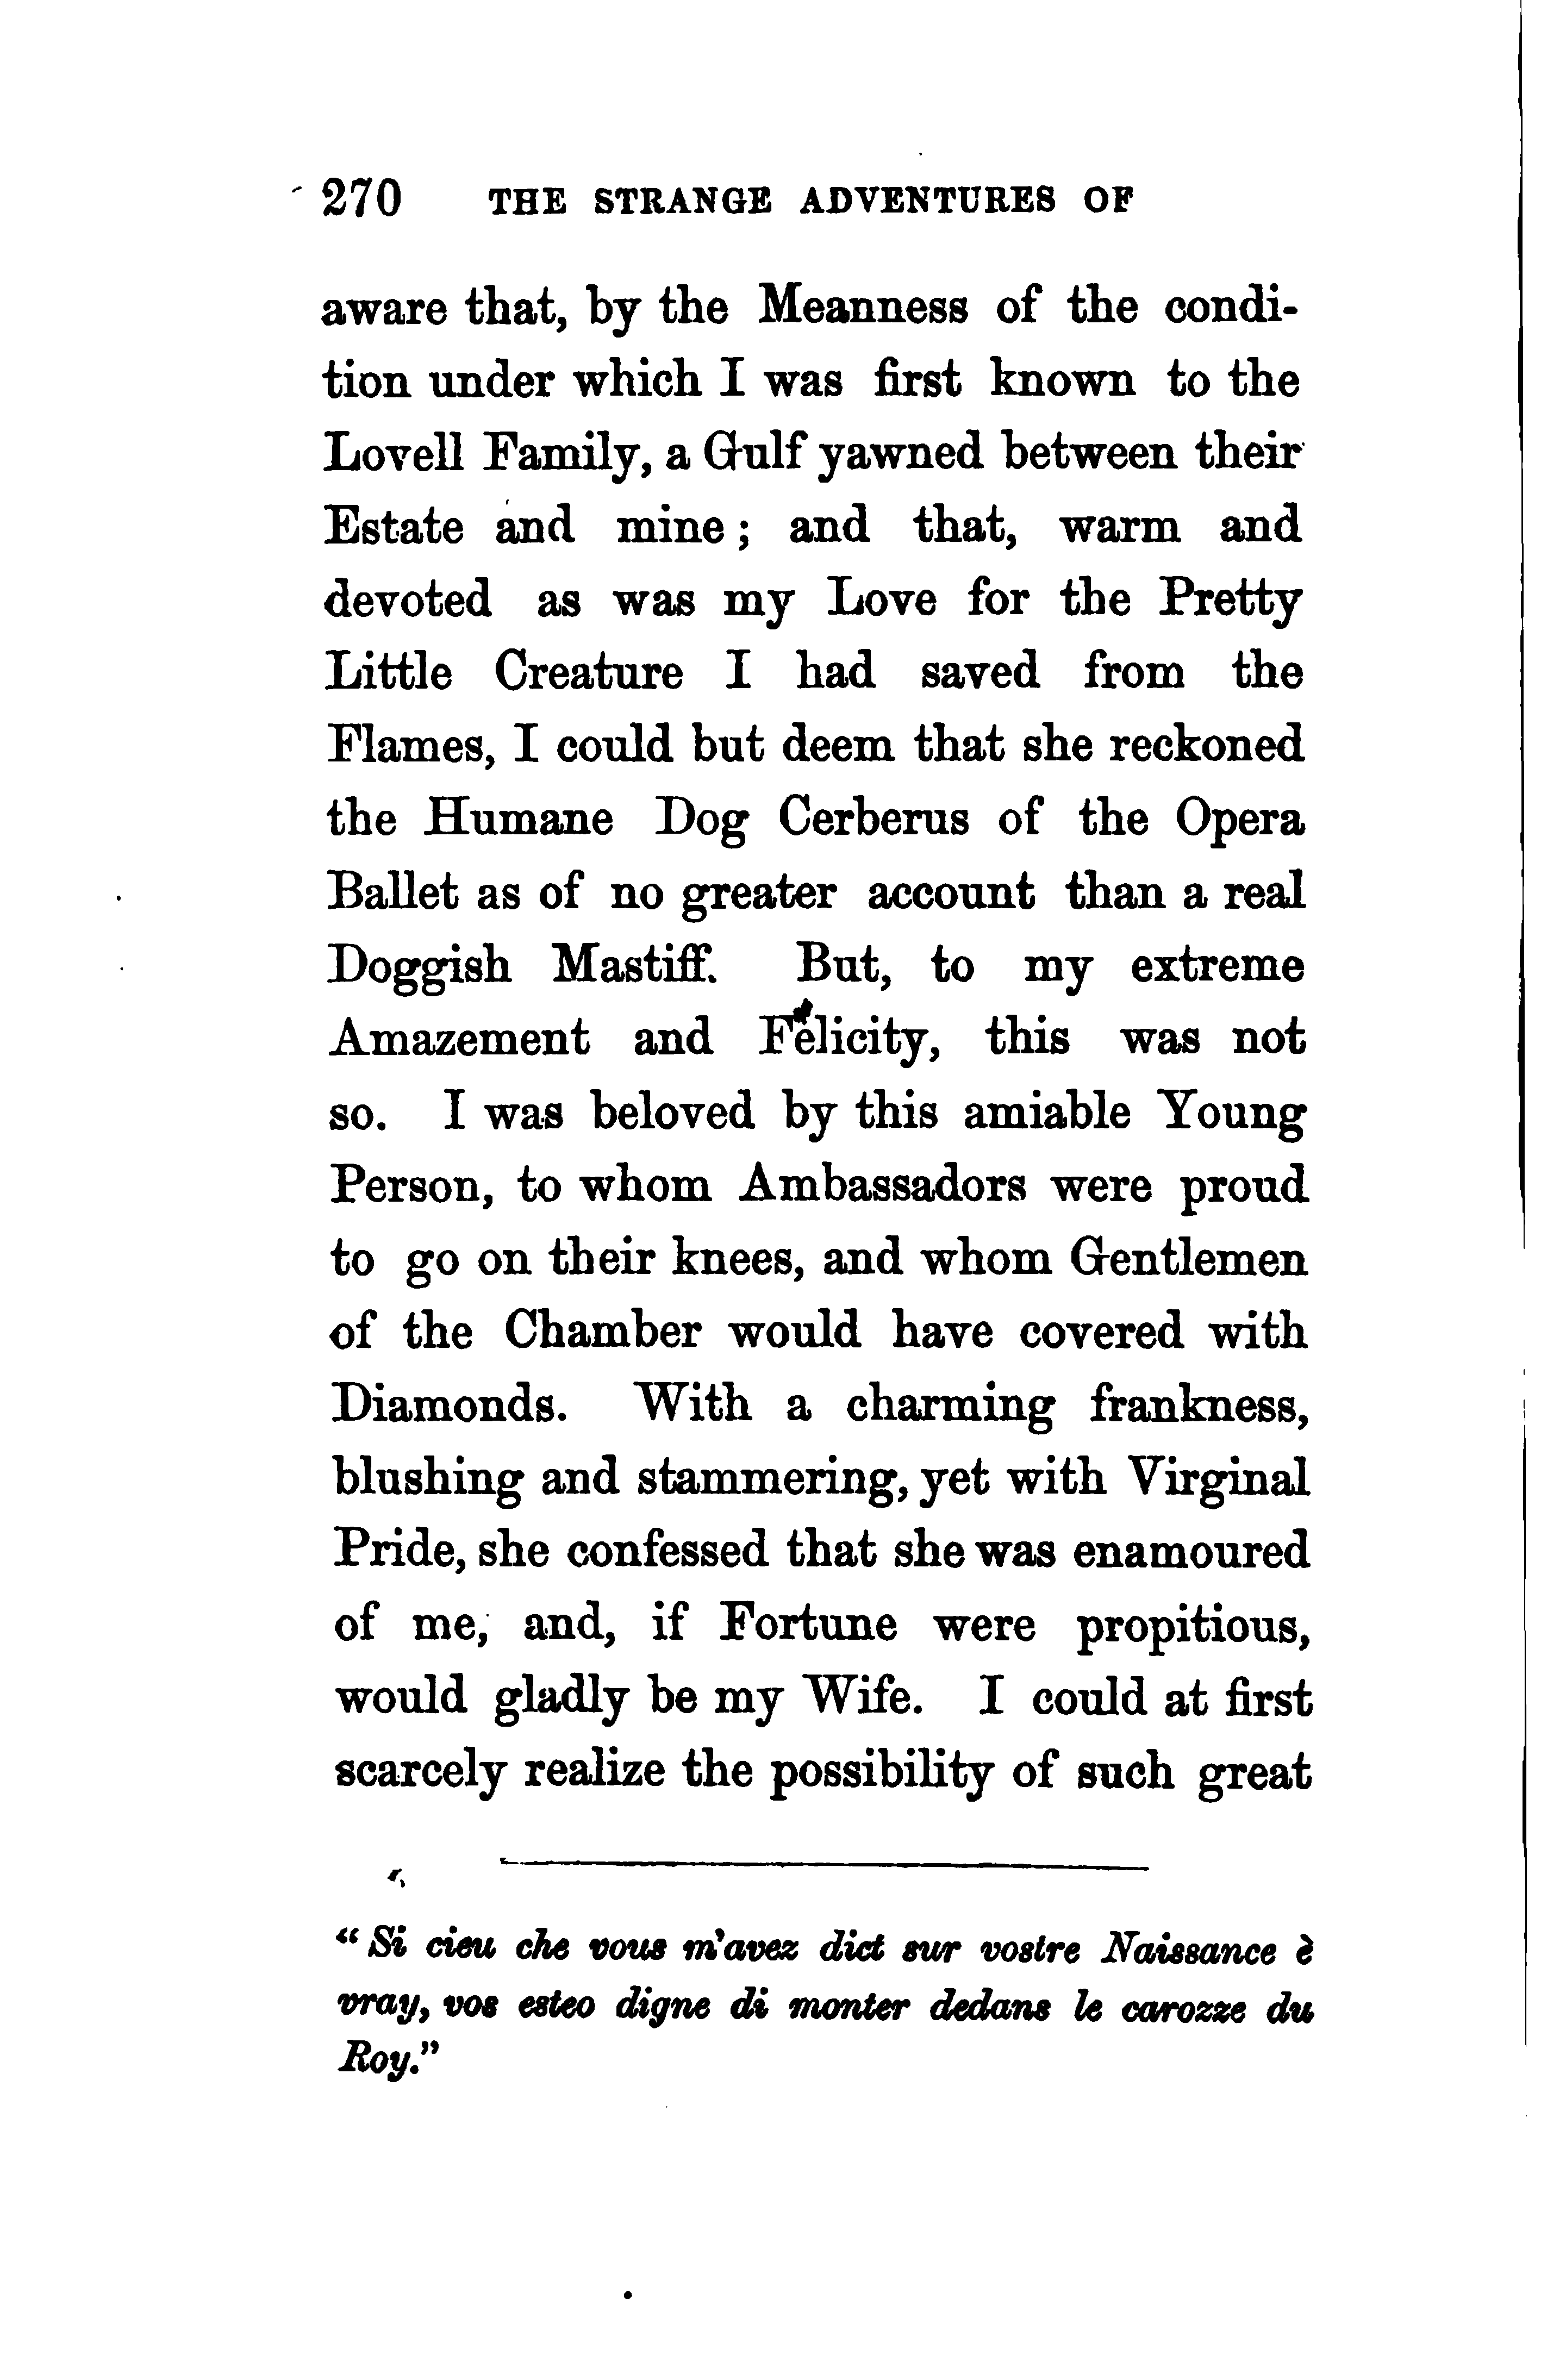 270 THE STRANGE ADVENTURES OF
aware that, by the Meanness of the condi-
tion under which I was first known to the
Lovell Family, a Gulf yawned between their
Estate and mine; and that, warm and
devoted as was my Love for the Pretty
Little Creature I had saved from the
Flames, I could but deem that she reckoned
the Humane Dog Cerberus of the Opera
Ballet as of no greater account than a real
Doggish Mastiff. But, to my extreme
Amazement and Felicity, this was not
so. I was beloved by this amiable Young
Person, to whom Ambassadors were proud
to go on their knees, and whom Gentlemen
of the Chamber would have covered with
Diamonds. With a charming frankness,
blushing and stammering, yet with Virginal
Pride, she confessed that she was enamoured
of me, and, if Fortune were propitious,
would gladly be my Wife. I could at first
scarcely realize the possibility of such great
"Si cieu che vous m'avez dict sur vostre Naissance è
vray, vos esteo digne di monter dedans le carozze du
Roy."